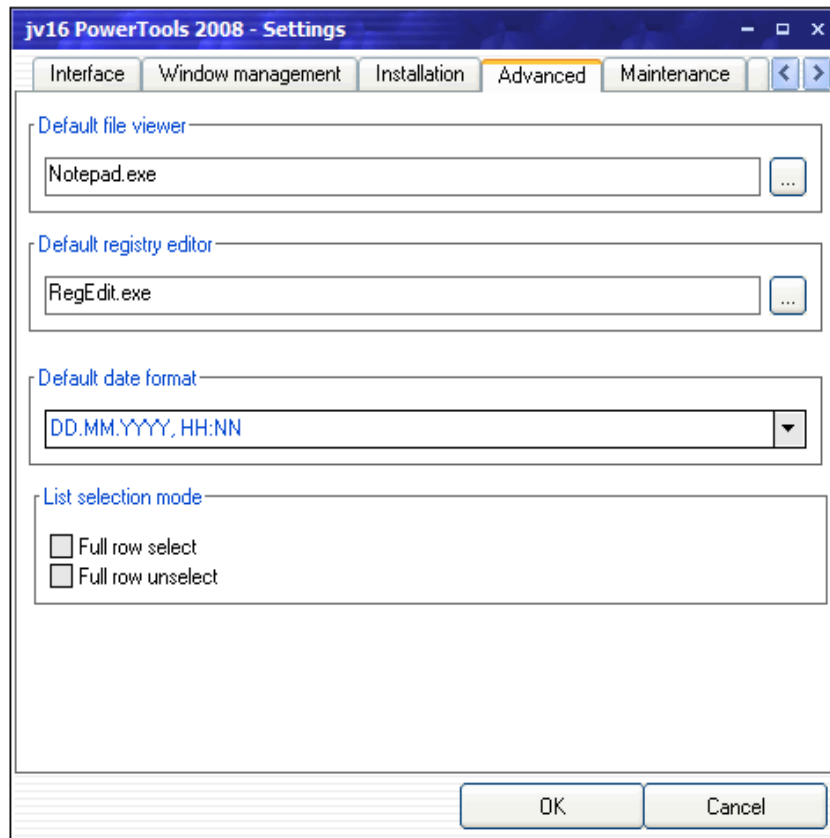 jv16 PowerTools 2008 - Settings
Interface Window management Installation Advanced Maintenance
Default file viewer
Notepad.exe ...
Default registry editor
RegEdit.exe ...
Default date format
DD.MM.YYYY, HH:NN
List selection mode
Full row select
Full row unselect
OK Cancel